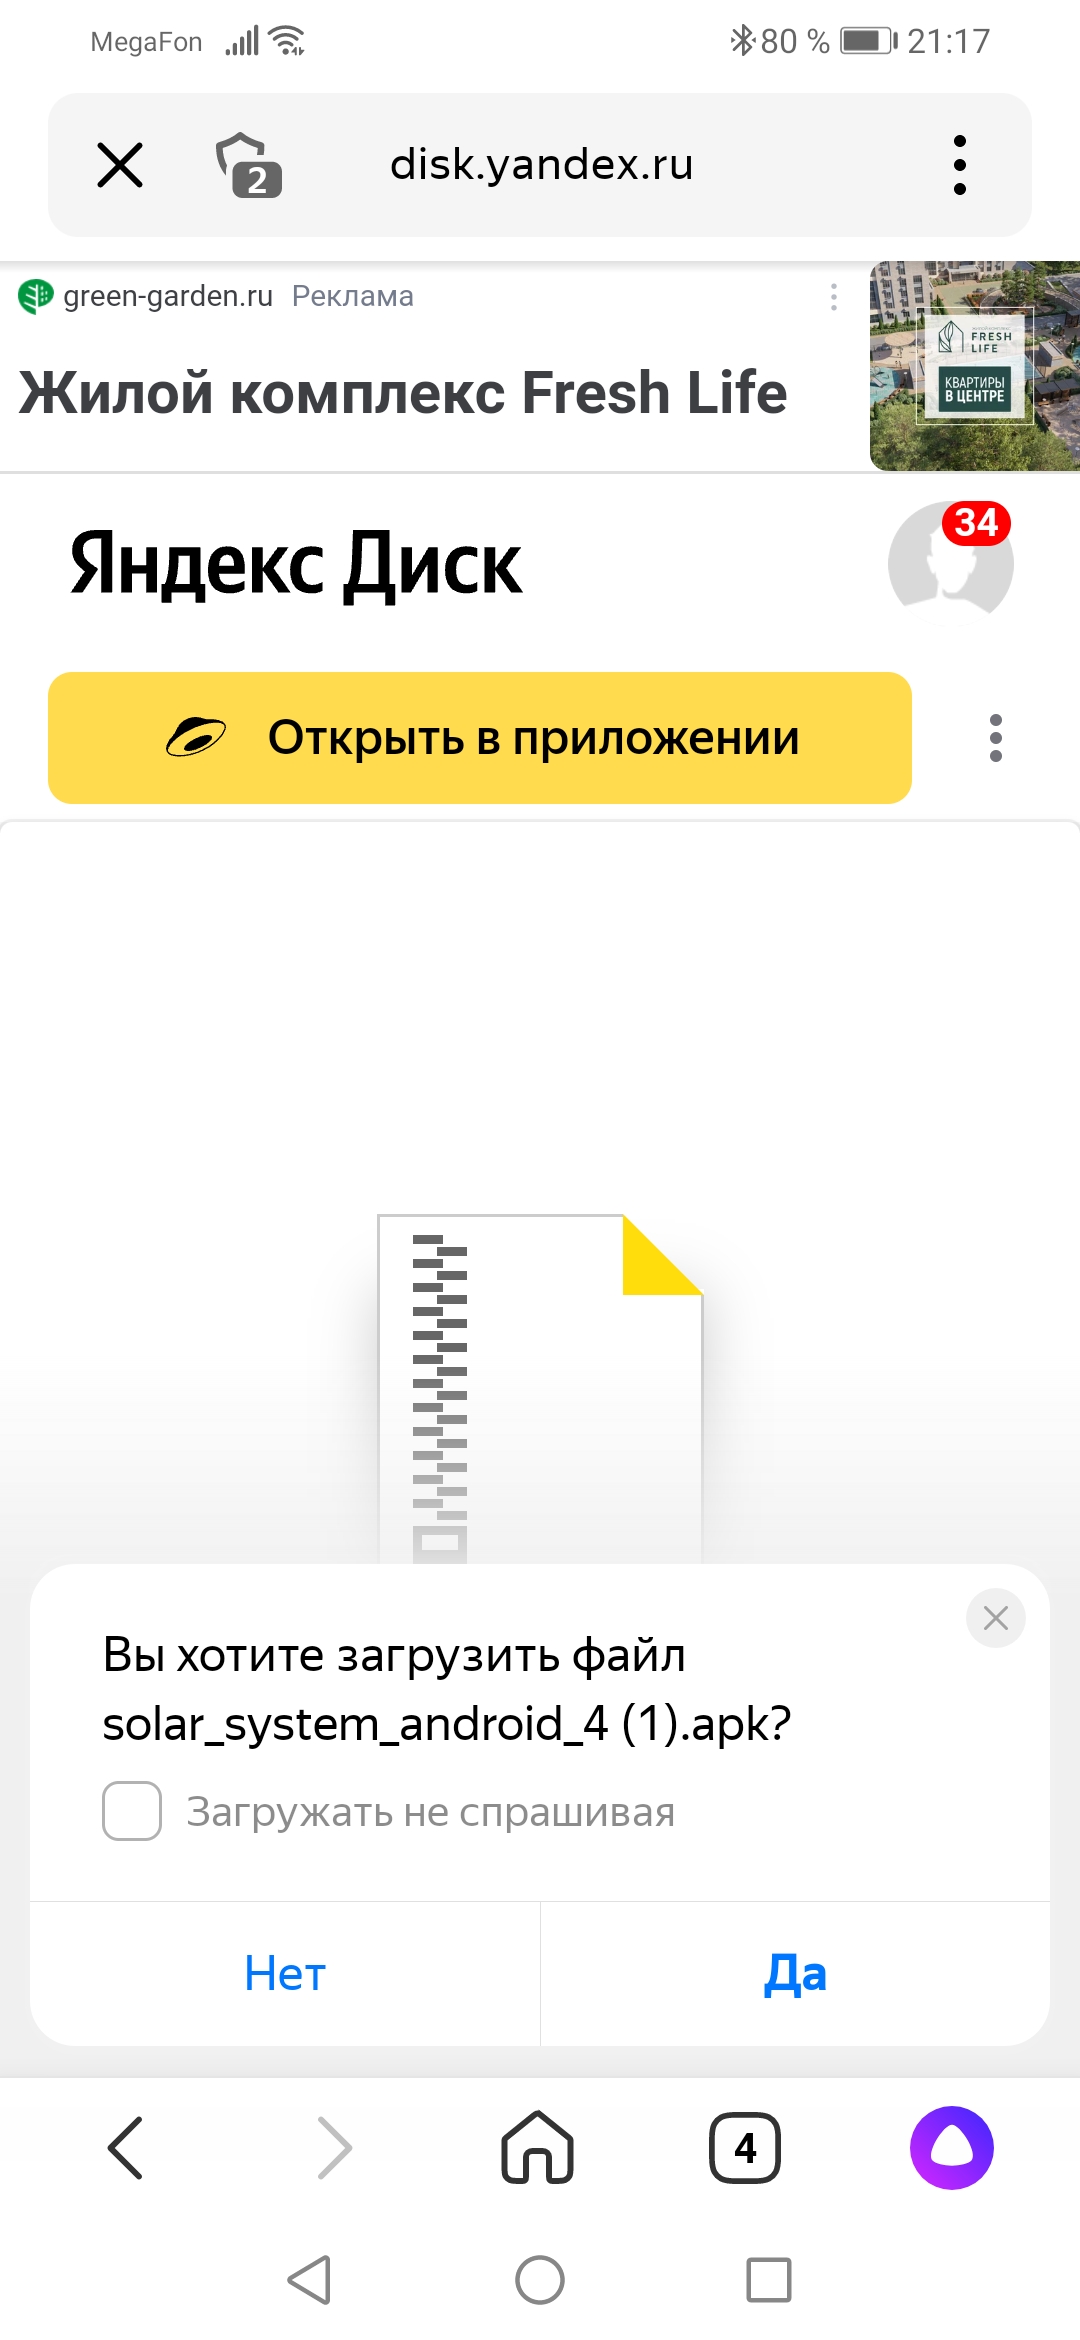 MegaFon 80 % 21:17
2 disk.yandex.ru
green-garden.ru Реклама
Жилой комплекс Fresh Life
FRESH
LIFE
КВАРТИРЫ
В ЦЕНТРЕ
Яндекс Диск
34
Открыть в приложении
Вы хотите загрузить файл
solar_system_android_4 (1).apk?
Загружать не спрашивая
Нет Да
4